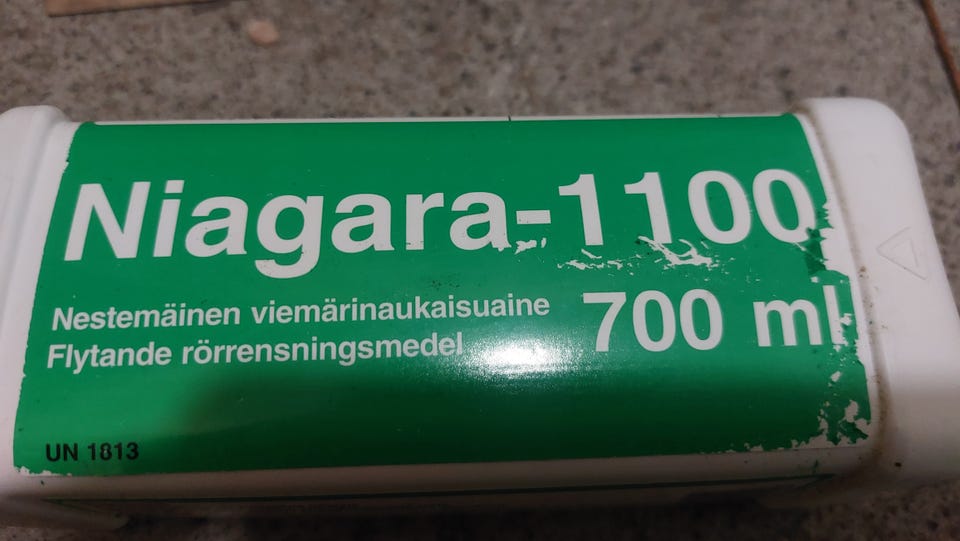 Niagara-1100
Nestemäinen viemärinaukaisuaine
Flytande rörrensningsmedel
700 ml
UN 1813